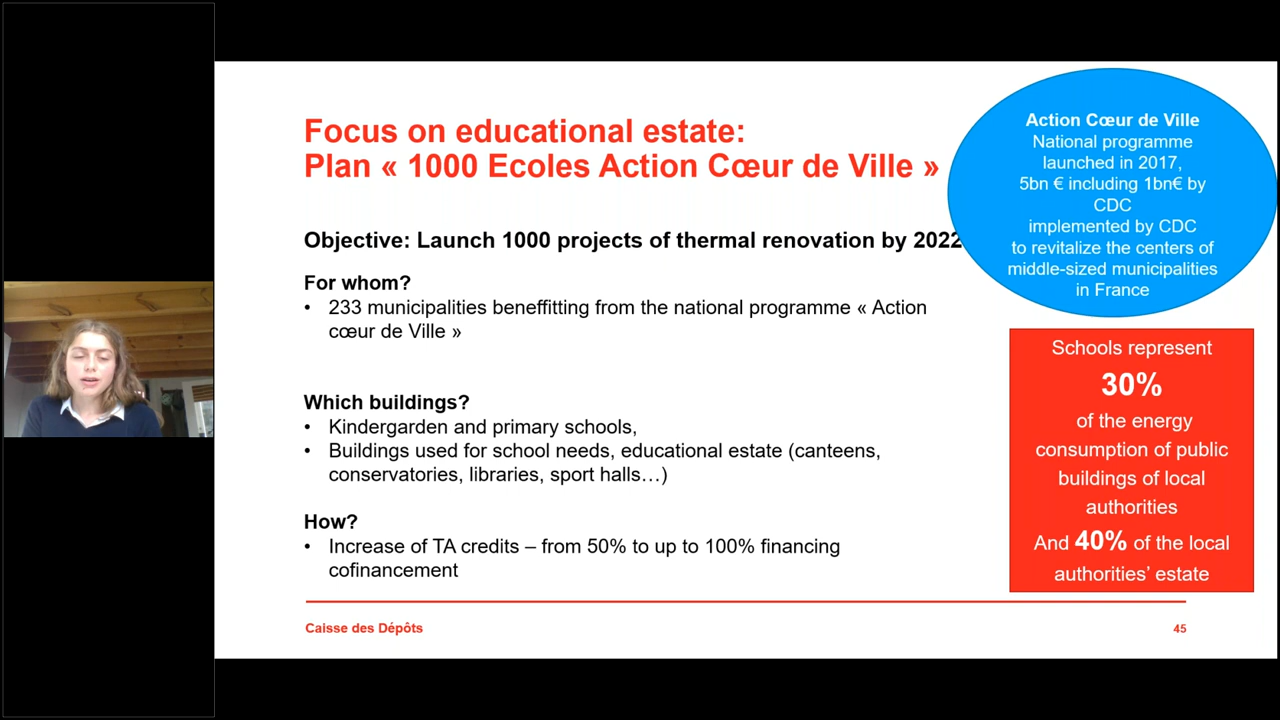 Focus on educational estate:
Plan « 1000 Ecoles Action Cœur de Ville »
Objective: Launch 1000 projects of thermal renovation by 2022
For whom?
• 233 municipalities beneffitting from the national programme « Action
cœur de Ville »
Which buildings?
• Kindergarden and primary schools,
• Buildings used for school needs, educational estate (canteens,
conservatories, libraries, sport halls…)
How?
• Increase of TA credits – from 50% to up to 100% financing
cofinancement
Action Cœur de Ville
National programme
launched in 2017,
5bn € including 1bn€ by
CDC
implemented by CDC
to revitalize the centers of
middle-sized municipalities
in France
Schools represent
30%
of the energy
consumption of public
buildings of local
authorities
And 40% of the local
authorities’ estate
Caisse des Dépôts
45